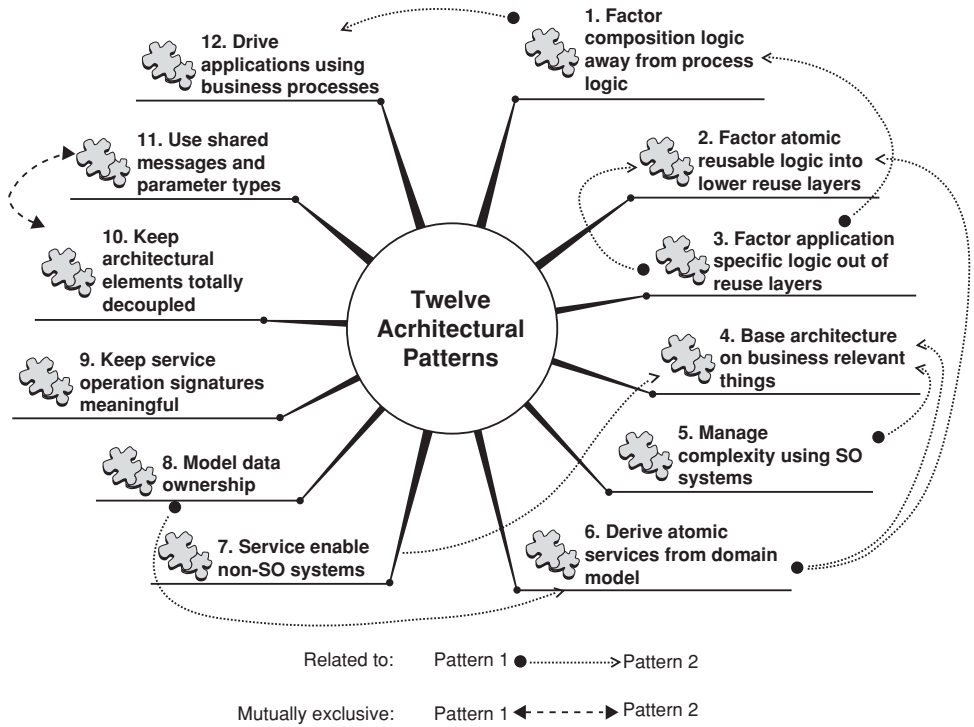 1. Factor
composition logic
away from process
logic
12. Drive
applications using
business processes
11. Use shared
messages and
parameter types
2. Factor atomic
reusable logic into
lower reuse layers
10. Keep
architectural
elements totally
decoupled
3. Factor application
specific logic out of
reuse layers
Twelve
Acrhitectural
Patterns
4. Base architecture
on business relevant
things
9. Keep service
operation signatures
meaningful
5. Manage
complexity using SO
systems
8. Model data
ownership
7. Service enable
non-SO systems
6. Derive atomic
services from domain
model
Related to: Pattern 1 Pattern 2
Mutually exclusive: Pattern 1 Pattern 2